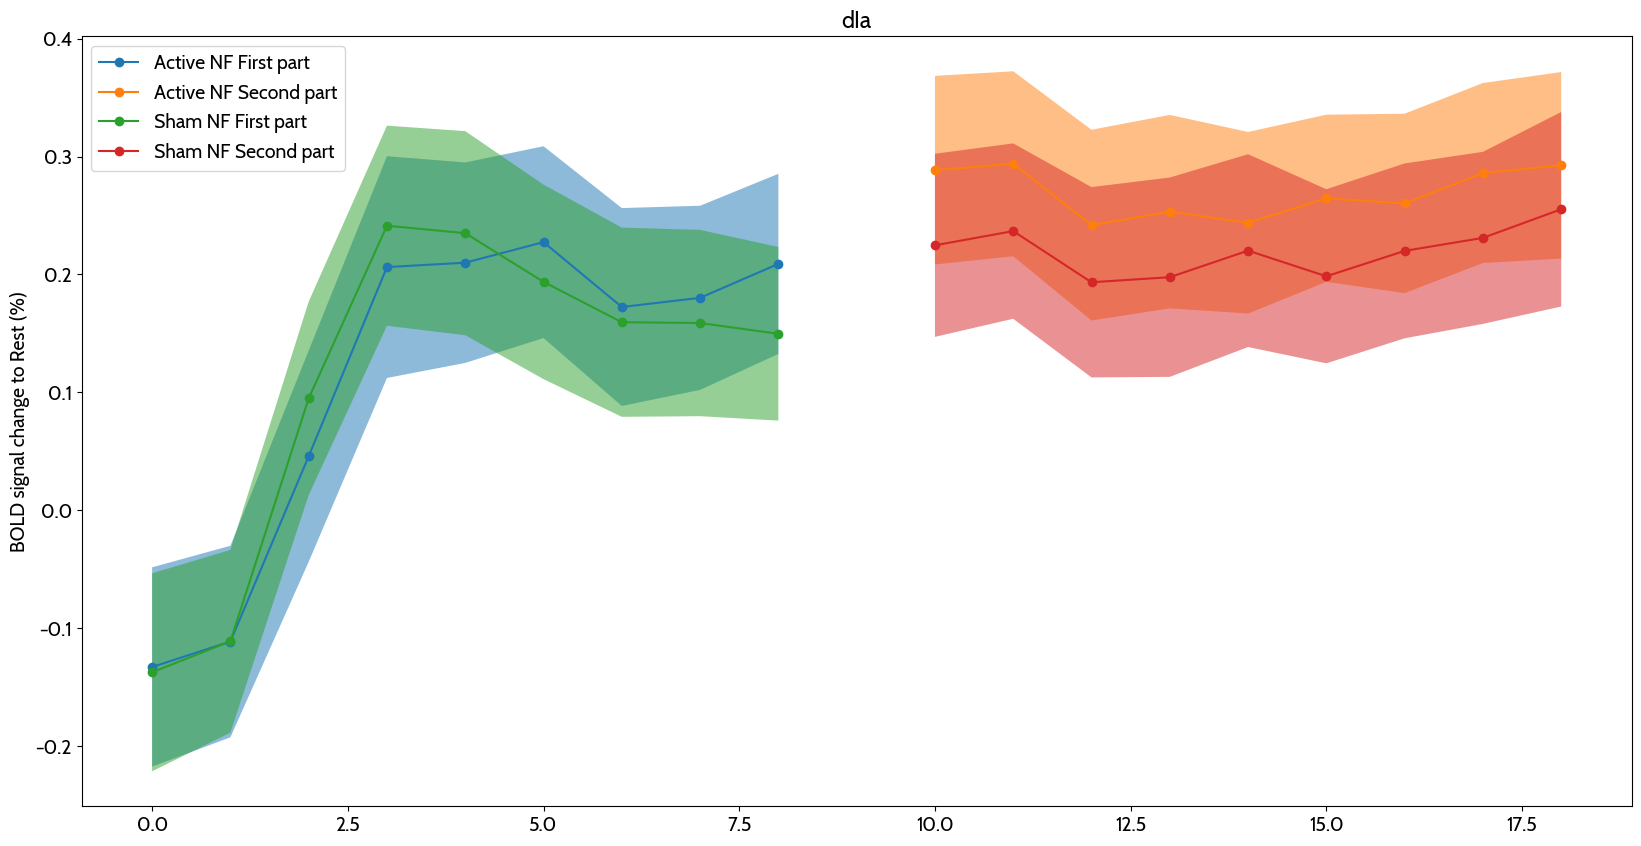 dla
0.4
0.3
0.2
0.1
0.0
−0.1
−0.2
BOLD signal change to Rest (%)
Active NF First part
Active NF Second part
Sham NF First part
Sham NF Second part
0.0 2.5 5.0 7.5 10.0 12.5 15.0 17.5